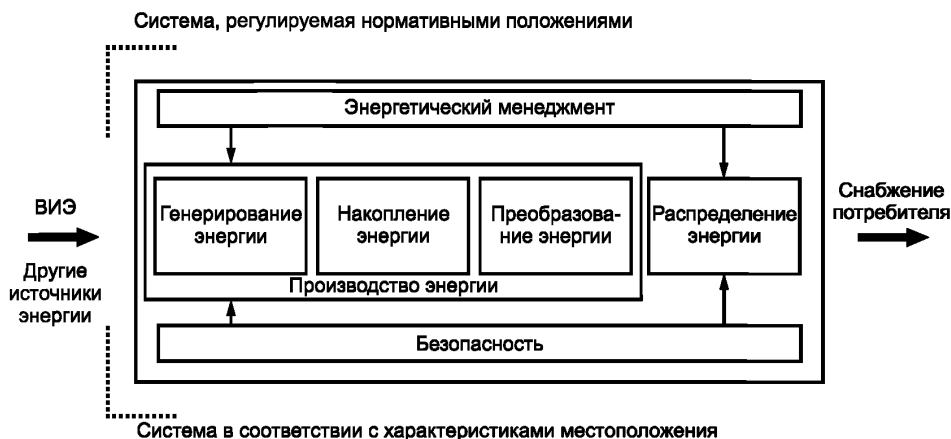 Система, регулируемая нормативными положениями
Энергетический менеджмент
ВИЭ
Другие
источники
энергии
Генерирование
энергии
Накопление
энергии
Преобразова-
ние энергии
Производство энергии
Распределение
энергии
Снабжение
потребителя
Безопасность
Система в соответствии с характеристиками местоположения